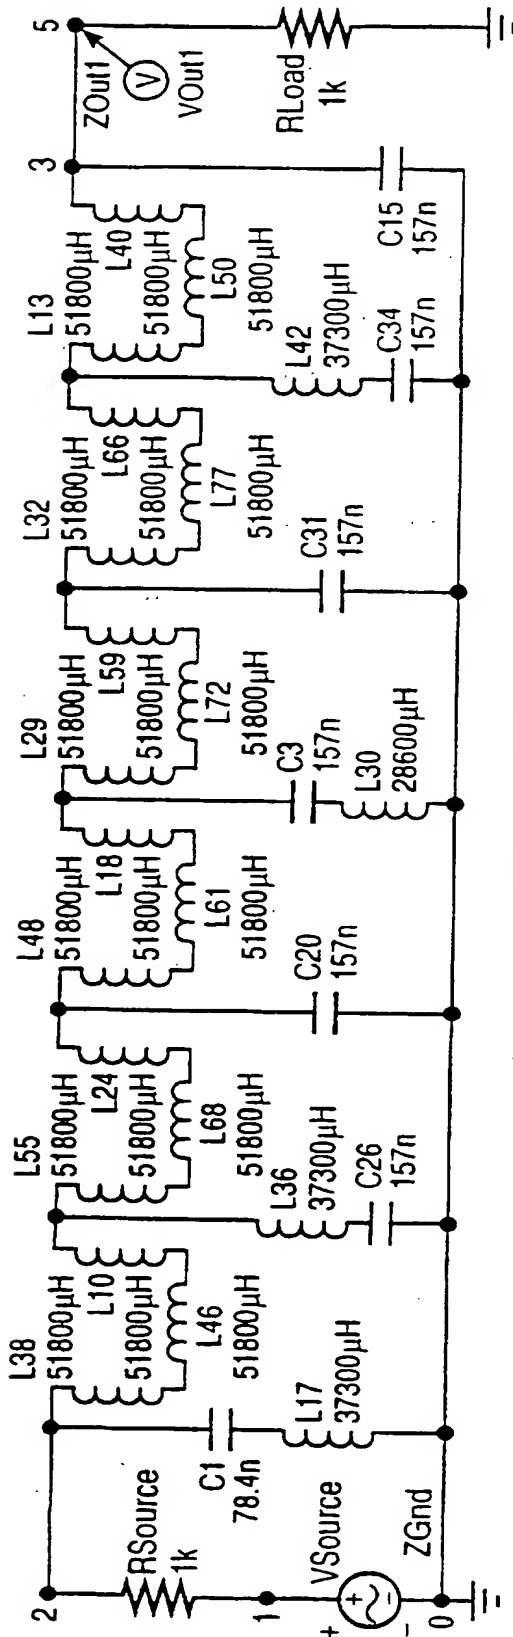 2
RSource
1k
1
+
VSource
+
-
-
0
ZGnd
C1
78.4n
L17
37300µH
L38
51800µH
L10
51800µH
L46
51800µH
L36
37300µH
C26
157n
L55
51800µH
L24
51800µH
L68
51800µH
C20
157n
L48
51800µH
L18
51800µH
L61
51800µH
C3
157n
L30
28600µH
L29
51800µH
L59
51800µH
L72
51800µH
C31
157n
L32
51800µH
L66
51800µH
L77
51800µH
L42
37300µH
C34
157n
L13
51800µH
L40
51800µH
L50
51800µH
3
C15
157n
5
ZOut1
V
VOut1
RLoad
1k